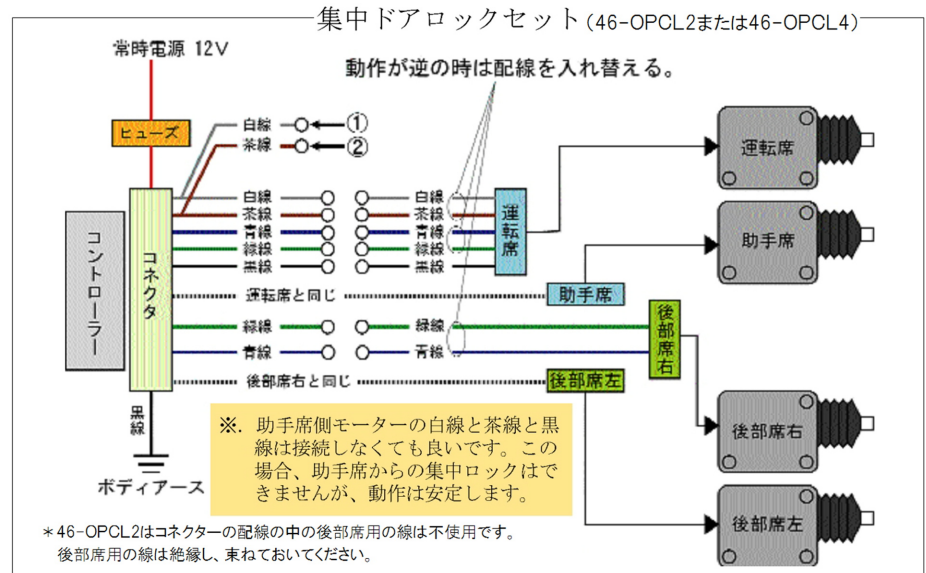 集中ドアロックセット(46-OPCL2または46-OPCL4)
常時電源 12V
動作が逆の時は配線を入れ替える。
ヒューズ
白線 ①
茶線 ②
運転席
白線 白線
茶線 茶線
青線 青線
緑線 緑線
黒線 黒線
運転席
助手席
コントローラー
コネクタ
運転席と同じ
助手席
緑線 緑線
青線 青線
後部席右
後部席右と同じ
後部席左
黒線
ボディアース
※. 助手席側モーターの白線と茶線と黒
線は接続しなくても良いです。この
場合、助手席からの集中ロックはで
きませんが、動作は安定します。
後部席右
後部席左
*46-OPCL2はコネクターの配線の中の後部席用の線は不使用です。
後部席用の線は絶縁し、束ねておいてください。